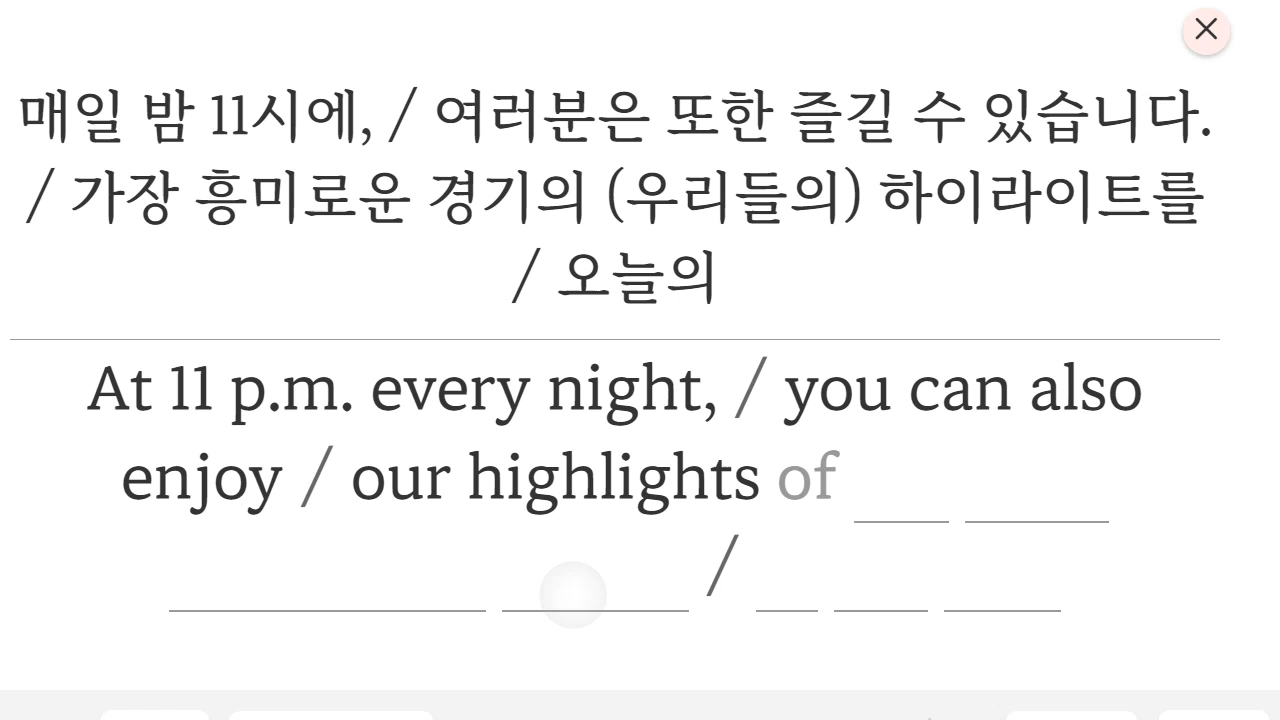 매일 밤 11시에, / 여러분은 또한 즐길 수 있습니다.
/ 가장 흥미로운 경기의 (우리들의) 하이라이트를
/ 오늘의
At 11 p.m. every night, / you can also
enjoy / our highlights of
/